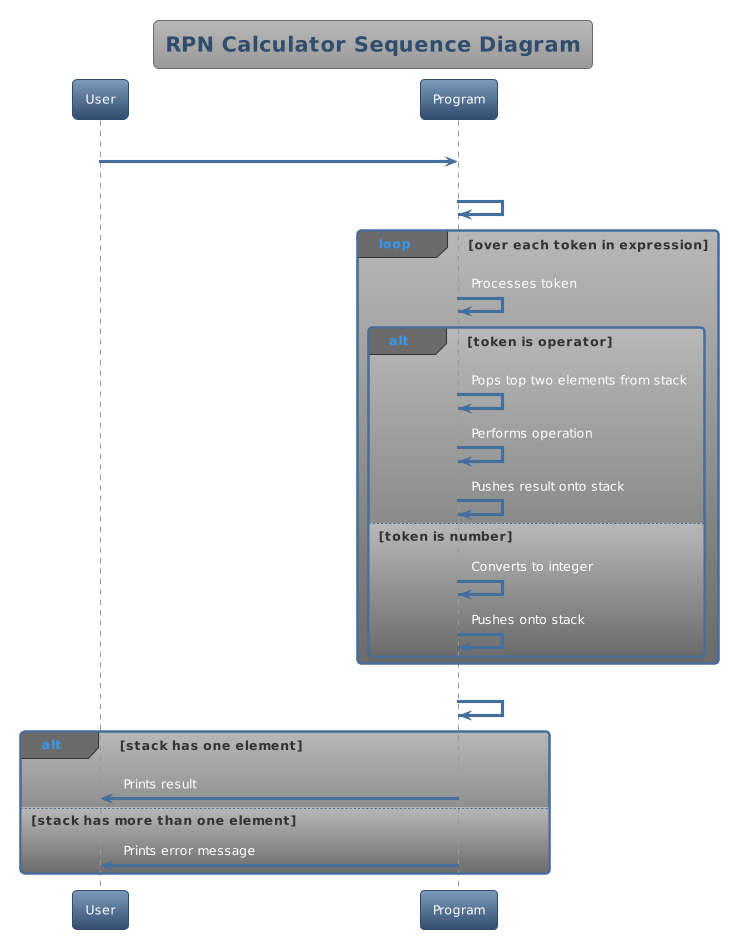 RPN Calculator Sequence Diagram
User
Program
loop
[over each token in expression]
Processes token
alt
[token is operator]
Pops top two elements from stack
Performs operation
Pushes result onto stack
[token is number]
Converts to integer
Pushes onto stack
alt
[stack has one element]
Prints result
[stack has more than one element]
Prints error message
User
Program